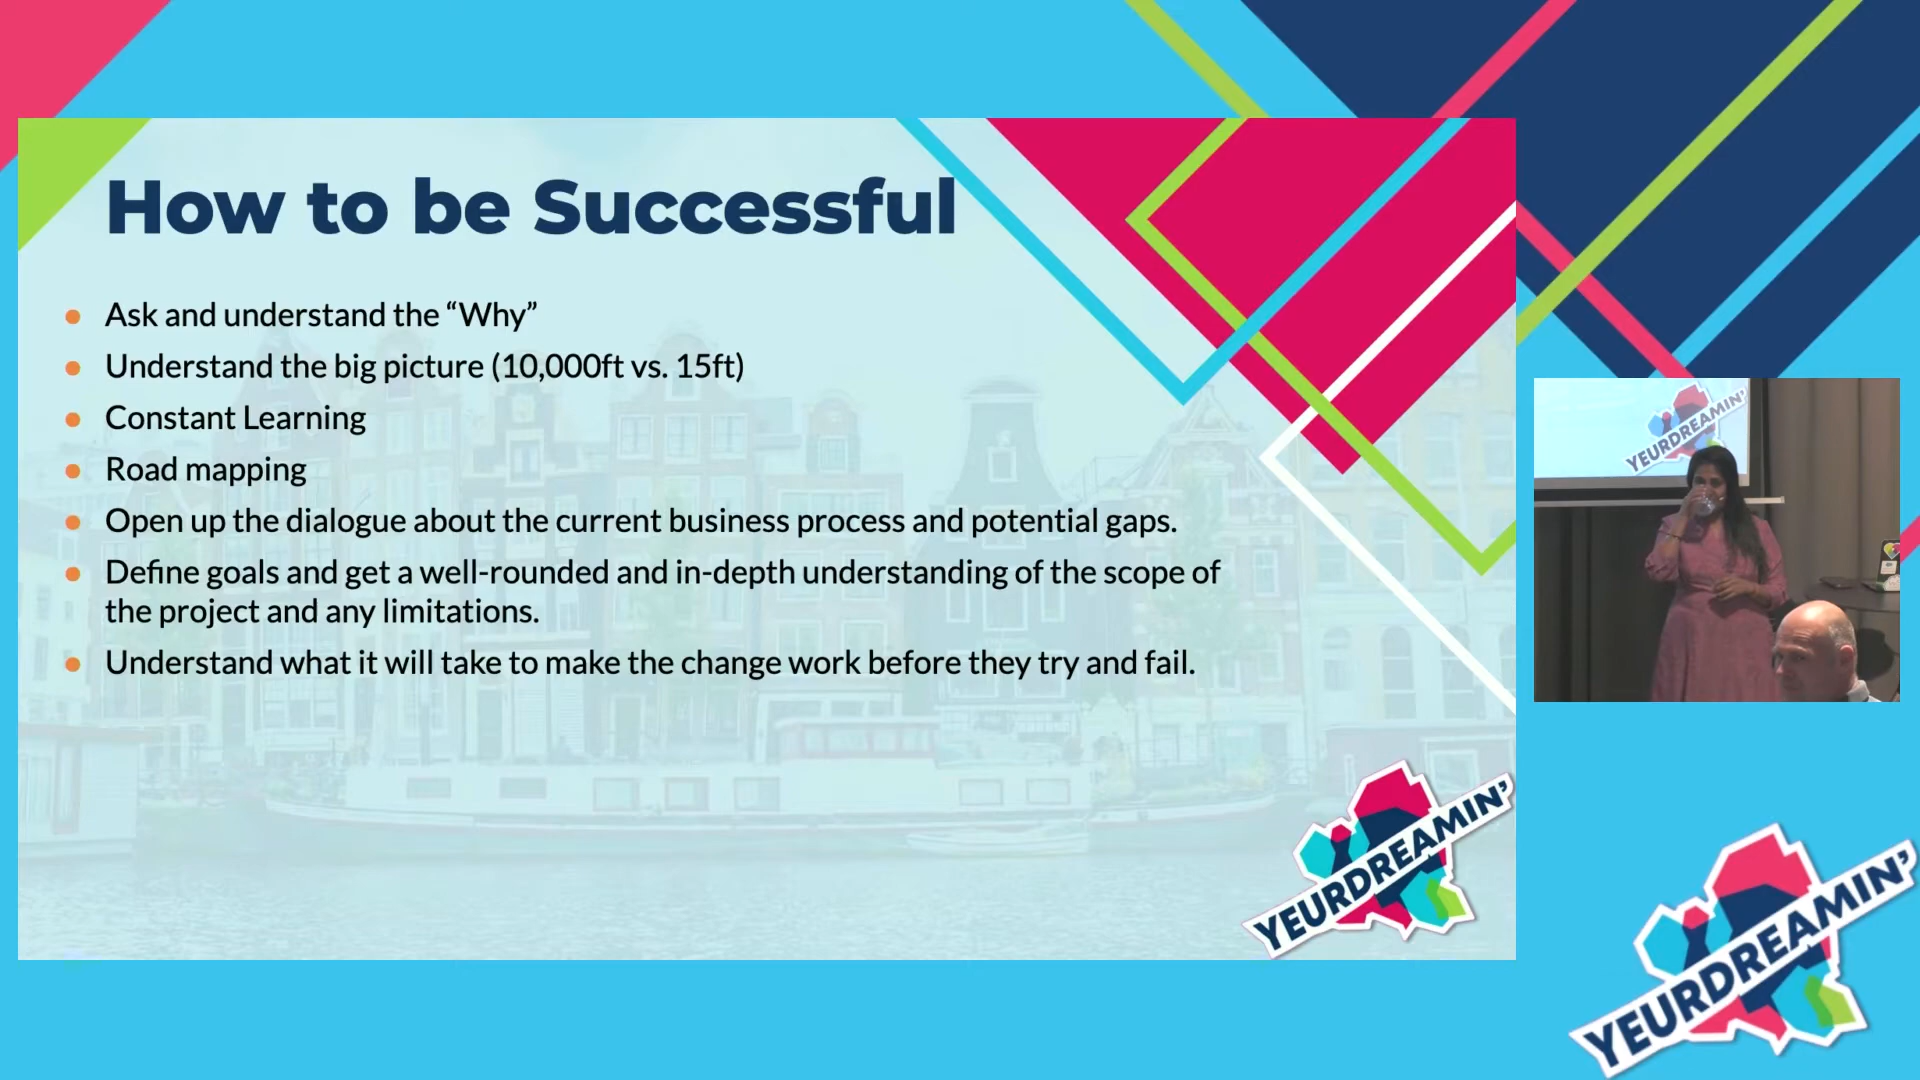 How to be Successful
Ask and understand the “Why”
Understand the big picture (10,000ft vs. 15ft)
Constant Learning
Road mapping
Open up the dialogue about the current business process and potential gaps.
Define goals and get a well-rounded and in-depth understanding of the scope of
the project and any limitations.
Understand what it will take to make the change work before they try and fail.
YEURDREAMIN’
YEURDREAMIN’
YEURDREAMIN’